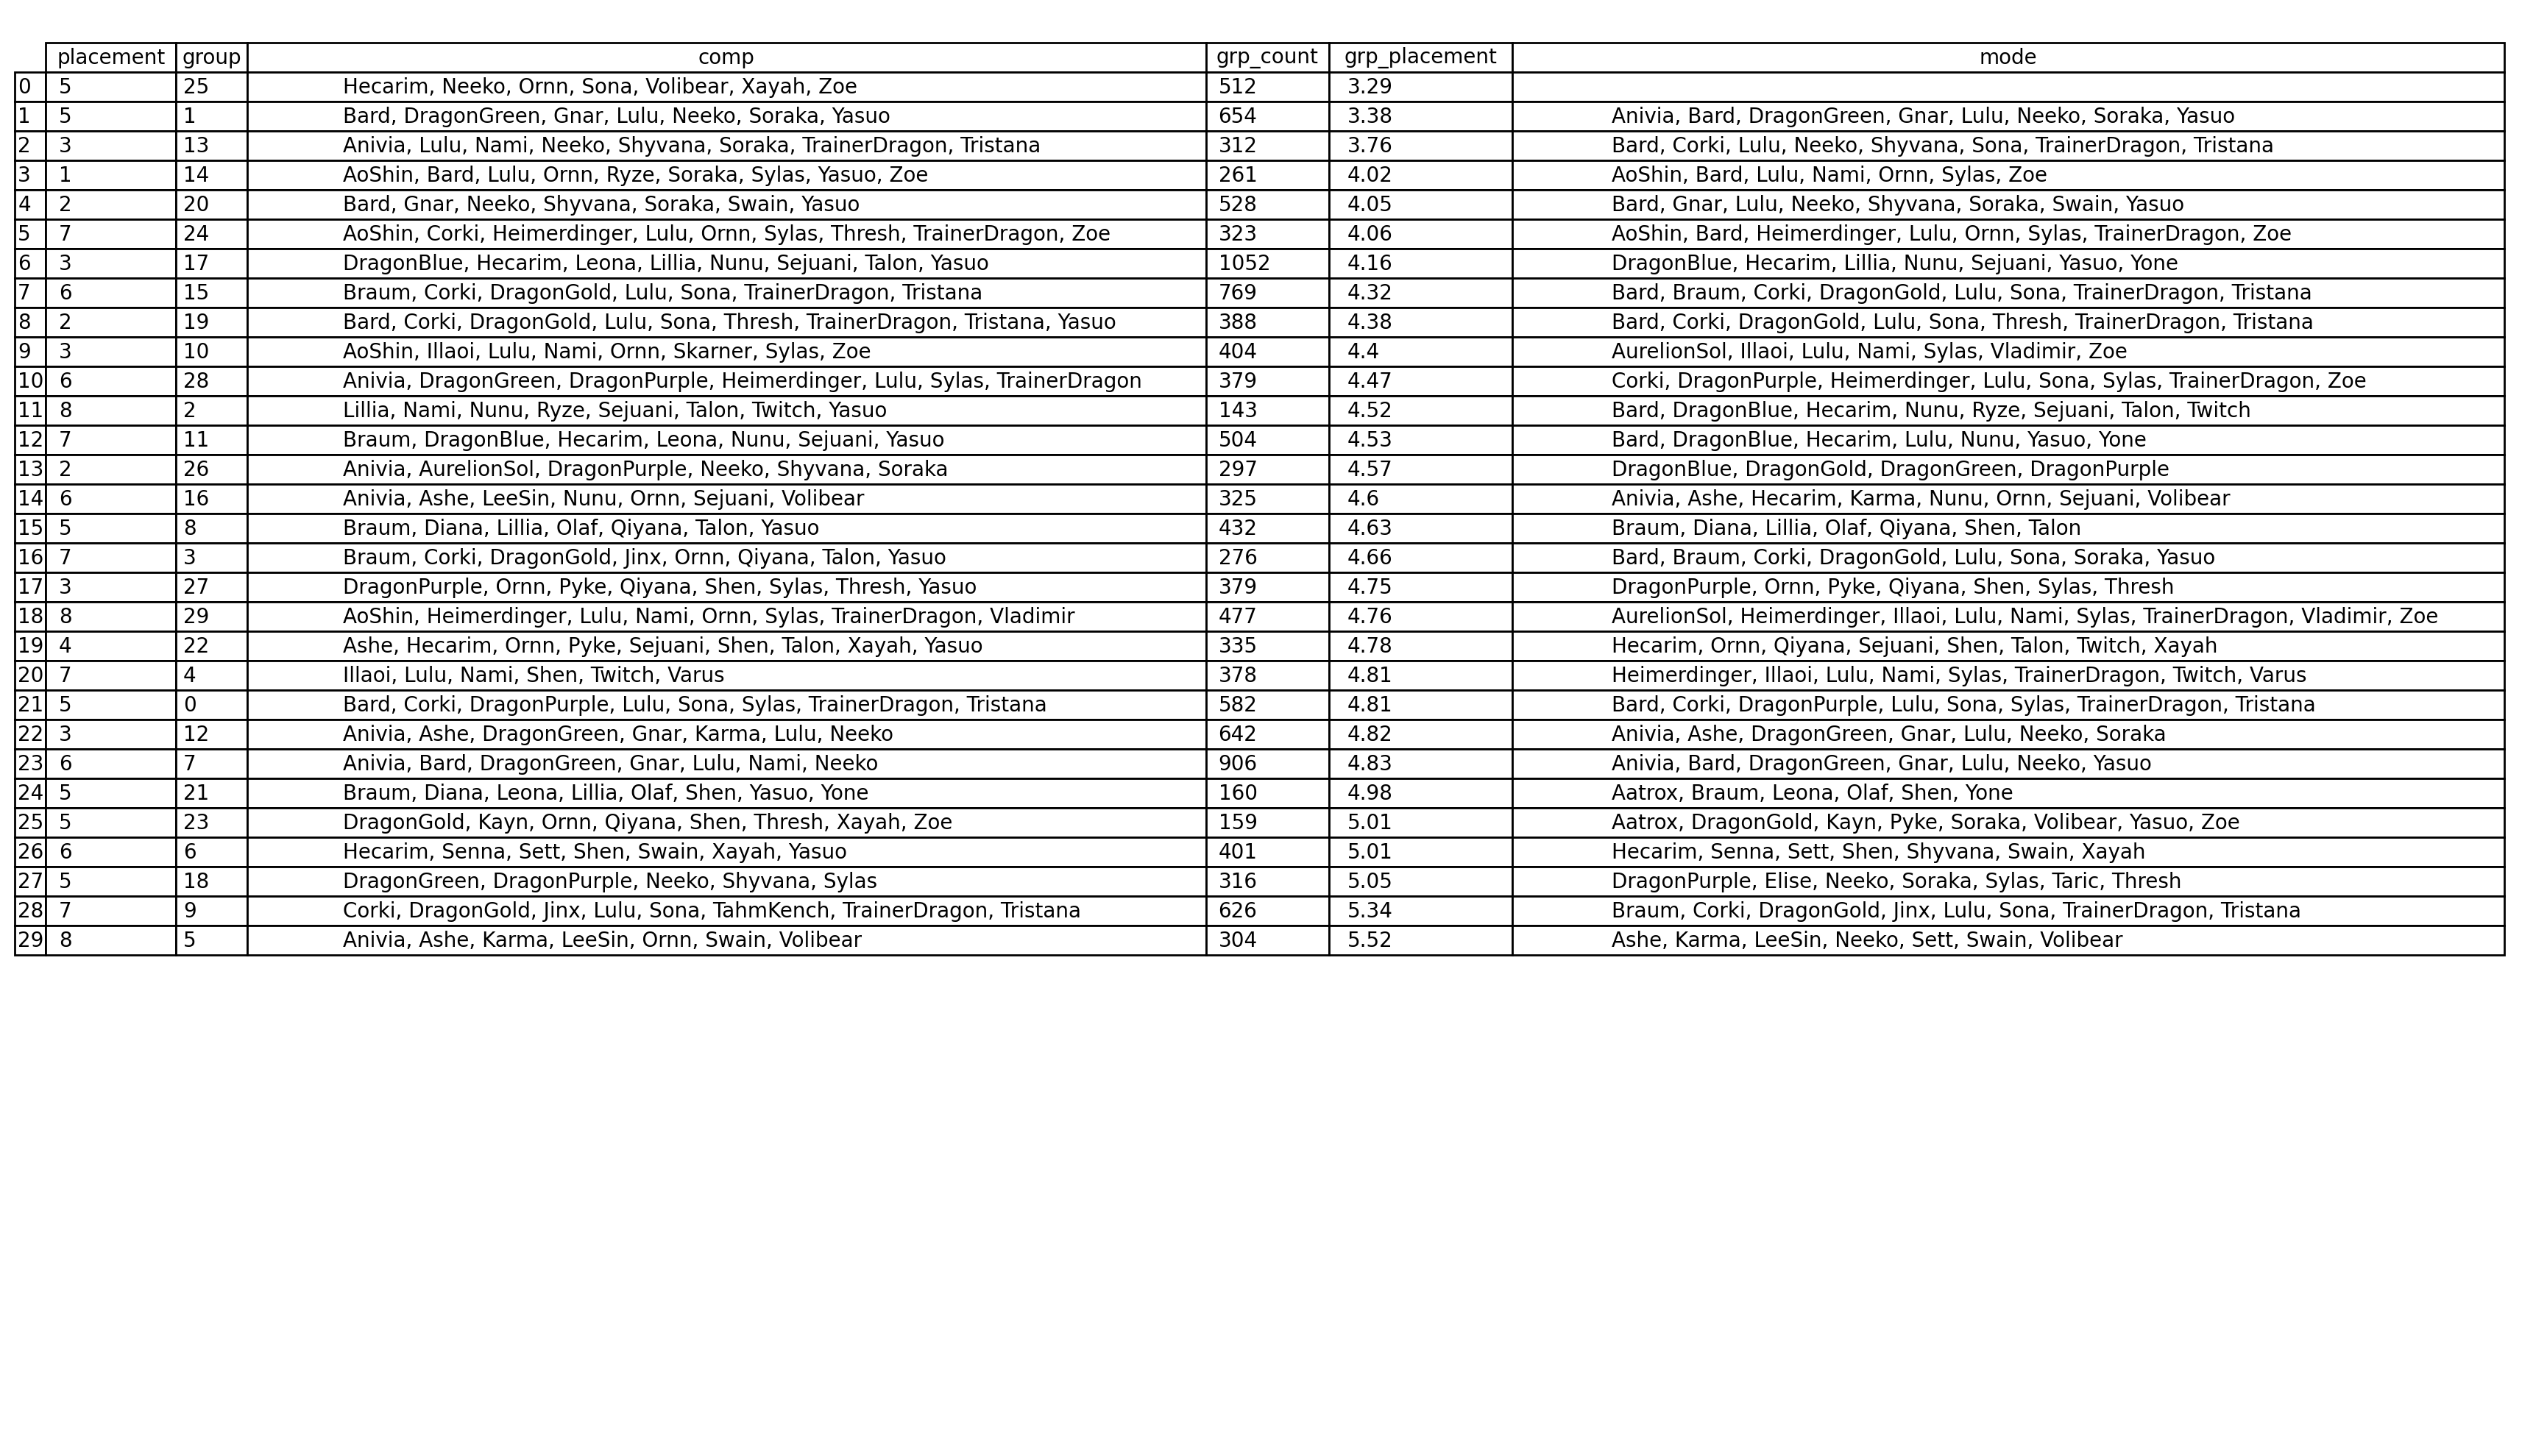 placement group comp grp_count grp_placement mode
0 5 25 Hecarim, Neeko, Ornn, Sona, Volibear, Xayah, Zoe 512 3.29
1 5 1 Bard, DragonGreen, Gnar, Lulu, Neeko, Soraka, Yasuo 654 3.38 Anivia, Bard, DragonGreen, Gnar, Lulu, Neeko, Soraka, Yasuo
2 3 13 Anivia, Lulu, Nami, Neeko, Shyvana, Soraka, TrainerDragon, Tristana 312 3.76 Bard, Corki, Lulu, Neeko, Shyvana, Sona, TrainerDragon, Tristana
3 1 14 AoShin, Bard, Lulu, Ornn, Ryze, Soraka, Sylas, Yasuo, Zoe 261 4.02 AoShin, Bard, Lulu, Nami, Ornn, Sylas, Zoe
4 2 20 Bard, Gnar, Neeko, Shyvana, Soraka, Swain, Yasuo 528 4.05 Bard, Gnar, Lulu, Neeko, Shyvana, Soraka, Swain, Yasuo
5 7 24 AoShin, Corki, Heimerdinger, Lulu, Ornn, Sylas, Thresh, TrainerDragon, Zoe 323 4.06 AoShin, Bard, Heimerdinger, Lulu, Ornn, Sylas, TrainerDragon, Zoe
6 3 17 DragonBlue, Hecarim, Leona, Lillia, Nunu, Sejuani, Talon, Yasuo 1052 4.16 DragonBlue, Hecarim, Lillia, Nunu, Sejuani, Yasuo, Yone
7 6 15 Braum, Corki, DragonGold, Lulu, Sona, TrainerDragon, Tristana 769 4.32 Bard, Braum, Corki, DragonGold, Lulu, Sona, TrainerDragon, Tristana
8 2 19 Bard, Corki, DragonGold, Lulu, Sona, Thresh, TrainerDragon, Tristana, Yasuo 388 4.38 Bard, Corki, DragonGold, Lulu, Sona, Thresh, TrainerDragon, Tristana
9 3 10 AoShin, Illaoi, Lulu, Nami, Ornn, Skarner, Sylas, Zoe 404 4.4 AurelionSol, Illaoi, Lulu, Nami, Sylas, Vladimir, Zoe
10 6 28 Anivia, DragonGreen, DragonPurple, Heimerdinger, Lulu, Sylas, TrainerDragon 379 4.47 Corki, DragonPurple, Heimerdinger, Lulu, Sona, Sylas, TrainerDragon, Zoe
11 8 2 Lillia, Nami, Nunu, Ryze, Sejuani, Talon, Twitch, Yasuo 143 4.52 Bard, DragonBlue, Hecarim, Nunu, Ryze, Sejuani, Talon, Twitch
12 7 11 Braum, DragonBlue, Hecarim, Leona, Nunu, Sejuani, Yasuo 504 4.53 Bard, DragonBlue, Hecarim, Lulu, Nunu, Yasuo, Yone
13 2 26 Anivia, AurelionSol, DragonPurple, Neeko, Shyvana, Soraka 297 4.57 DragonBlue, DragonGold, DragonGreen, DragonPurple
14 6 16 Anivia, Ashe, LeeSin, Nunu, Ornn, Sejuani, Volibear 325 4.6 Anivia, Ashe, Hecarim, Karma, Nunu, Ornn, Sejuani, Volibear
15 5 8 Braum, Diana, Lillia, Olaf, Qiyana, Talon, Yasuo 432 4.63 Braum, Diana, Lillia, Olaf, Qiyana, Shen, Talon
16 7 3 Braum, Corki, DragonGold, Jinx, Ornn, Qiyana, Talon, Yasuo 276 4.66 Bard, Braum, Corki, DragonGold, Lulu, Sona, Soraka, Yasuo
17 3 27 DragonPurple, Ornn, Pyke, Qiyana, Shen, Sylas, Thresh, Yasuo 379 4.75 DragonPurple, Ornn, Pyke, Qiyana, Shen, Sylas, Thresh
18 8 29 AoShin, Heimerdinger, Lulu, Nami, Ornn, Sylas, TrainerDragon, Vladimir 477 4.76 AurelionSol, Heimerdinger, Illaoi, Lulu, Nami, Sylas, TrainerDragon, Vladimir, Zoe
19 4 22 Ashe, Hecarim, Ornn, Pyke, Sejuani, Shen, Talon, Xayah, Yasuo 335 4.78 Hecarim, Ornn, Qiyana, Sejuani, Shen, Talon, Twitch, Xayah
20 7 4 Illaoi, Lulu, Nami, Shen, Twitch, Varus 378 4.81 Heimerdinger, Illaoi, Lulu, Nami, Sylas, TrainerDragon, Twitch, Varus
21 5 0 Bard, Corki, DragonPurple, Lulu, Sona, Sylas, TrainerDragon, Tristana 582 4.81 Bard, Corki, DragonPurple, Lulu, Sona, Sylas, TrainerDragon, Tristana
22 3 12 Anivia, Ashe, DragonGreen, Gnar, Karma, Lulu, Neeko 642 4.82 Anivia, Ashe, DragonGreen, Gnar, Lulu, Neeko, Soraka
23 6 7 Anivia, Bard, DragonGreen, Gnar, Lulu, Nami, Neeko 906 4.83 Anivia, Bard, DragonGreen, Gnar, Lulu, Neeko, Yasuo
24 5 21 Braum, Diana, Leona, Lillia, Olaf, Shen, Yasuo, Yone 160 4.98 Aatrox, Braum, Leona, Olaf, Shen, Yone
25 5 23 DragonGold, Kayn, Ornn, Qiyana, Shen, Thresh, Xayah, Zoe 159 5.01 Aatrox, DragonGold, Kayn, Pyke, Soraka, Volibear, Yasuo, Zoe
26 6 6 Hecarim, Senna, Sett, Shen, Swain, Xayah, Yasuo 401 5.01 Hecarim, Senna, Sett, Shen, Shyvana, Swain, Xayah
27 5 18 DragonGreen, DragonPurple, Neeko, Shyvana, Sylas 316 5.05 DragonPurple, Elise, Neeko, Soraka, Sylas, Taric, Thresh
28 7 9 Corki, DragonGold, Jinx, Lulu, Sona, TahmKench, TrainerDragon, Tristana 626 5.34 Braum, Corki, DragonGold, Jinx, Lulu, Sona, TrainerDragon, Tristana
29 8 5 Anivia, Ashe, Karma, LeeSin, Ornn, Swain, Volibear 304 5.52 Ashe, Karma, LeeSin, Neeko, Sett, Swain, Volibear